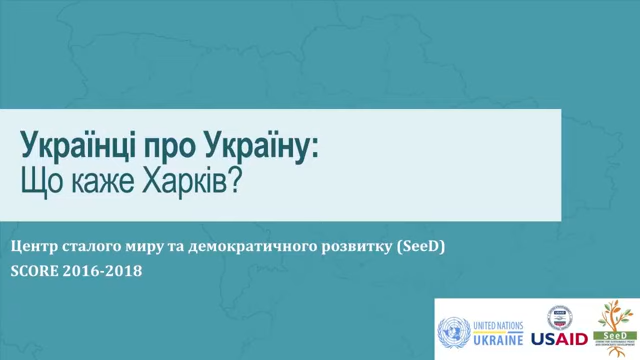 Українці про Україну:
Що каже Харків?
Центр сталого миру та демократичного розвитку (SeeD)
SCORE 2016-2018
UNITED NATIONS
UKRAINE
USAID
SeeD